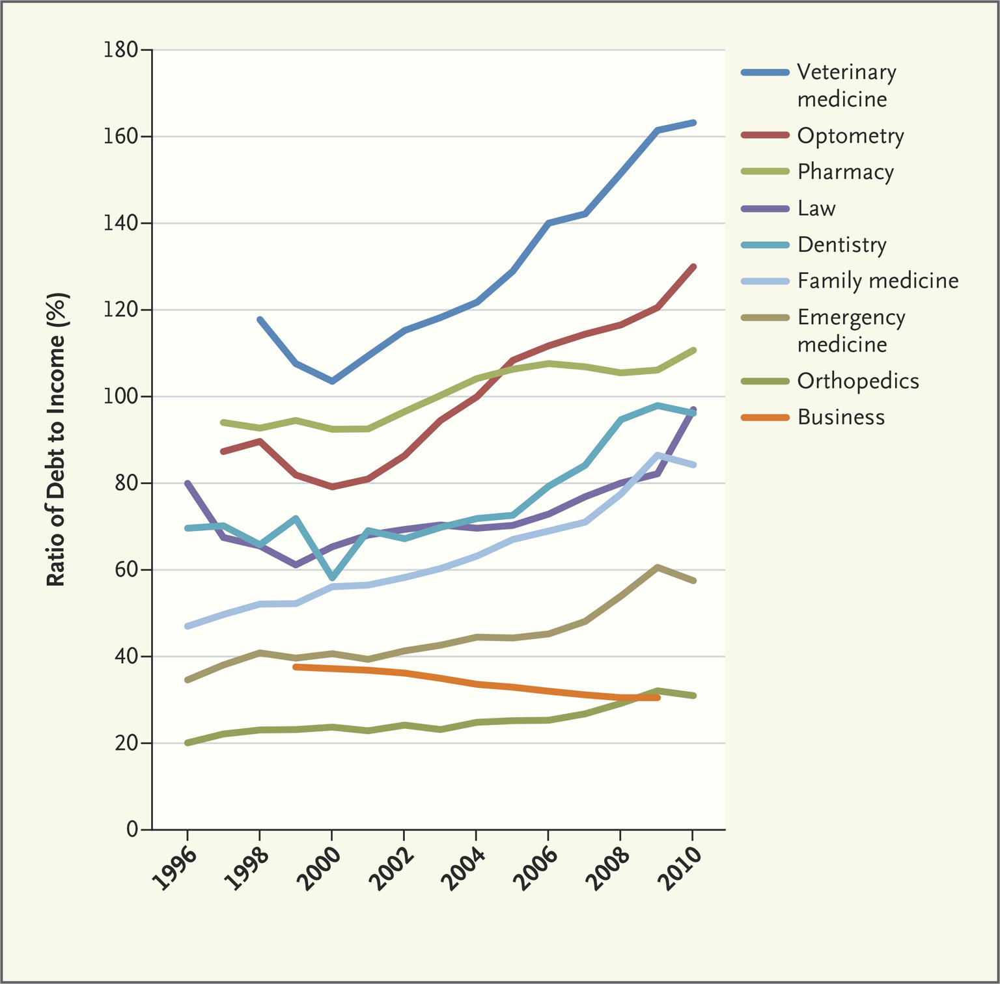 180
160
140
120
100
80
60
40
20
0
Ratio of Debt to Income (%)
1996
1998
2000
2002
2004
2006
2008
2010
Veterinary
medicine
Optometry
Pharmacy
Law
Dentistry
Family medicine
Emergency
medicine
Orthopedics
Business